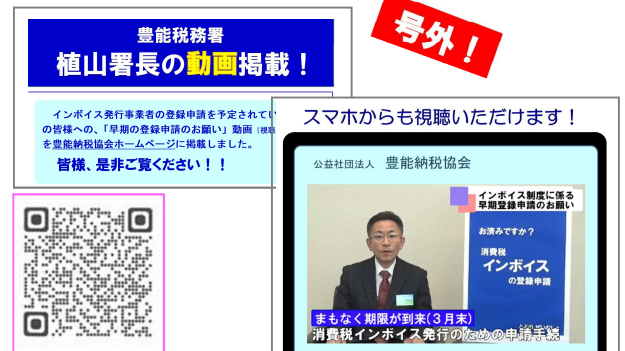 豊能税務署
植山署長の動画掲載！
号外！
インボイス発行事業者の登録申請を予定されてい
の皆様への、「早期の登録申請のお願い」動画（視聴
を豊能納税協会ホームページに掲載しました。
皆様、是非ご覧ください！！
スマホからも視聴いただけます！
公益社団法人 豊能納税協会
インボイス制度に係る
早期登録申請のお願い
お済みですか？
消費税
インボイス
の登録申請
まもなく期限が到来(３月末)
消費税インボイス発行のための申請手続